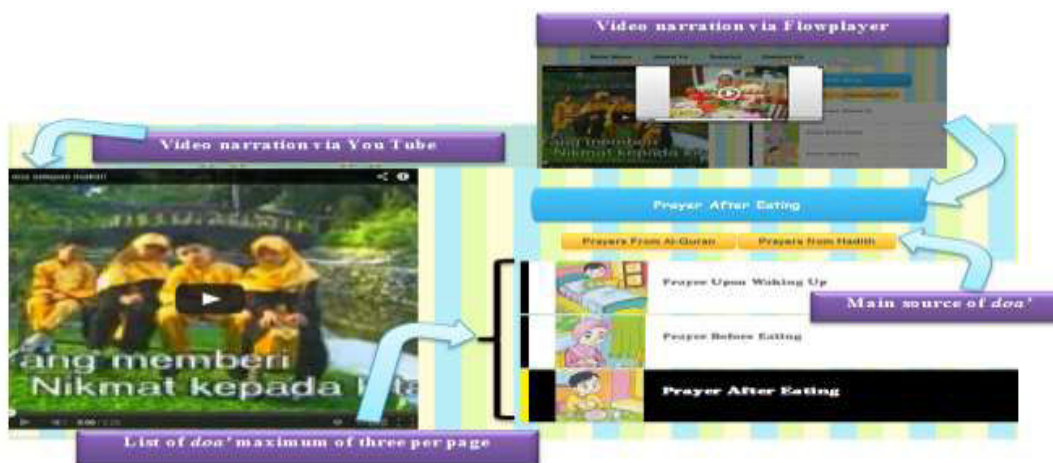 Video narration via Flowplayer
Video narration via You Tube
Prayer After Eating
Prayers From Al-Quran
Prayers from Hadith
Prayer Upon Waking Up
Main source of doa'
Prayer Before Eating
Yang memberi
Nikmat kepada kita
Prayer After Eating
List of doa' maximum of three per page